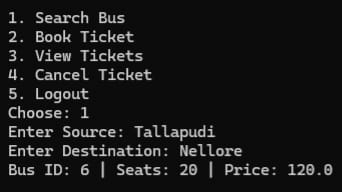 1. Search Bus
2. Book Ticket
3. View Tickets
4. Cancel Ticket
5. Logout
Choose: 1
Enter Source: Tallapudi
Enter Destination: Nellore
Bus ID: 6 | Seats: 20 | Price: 120.0